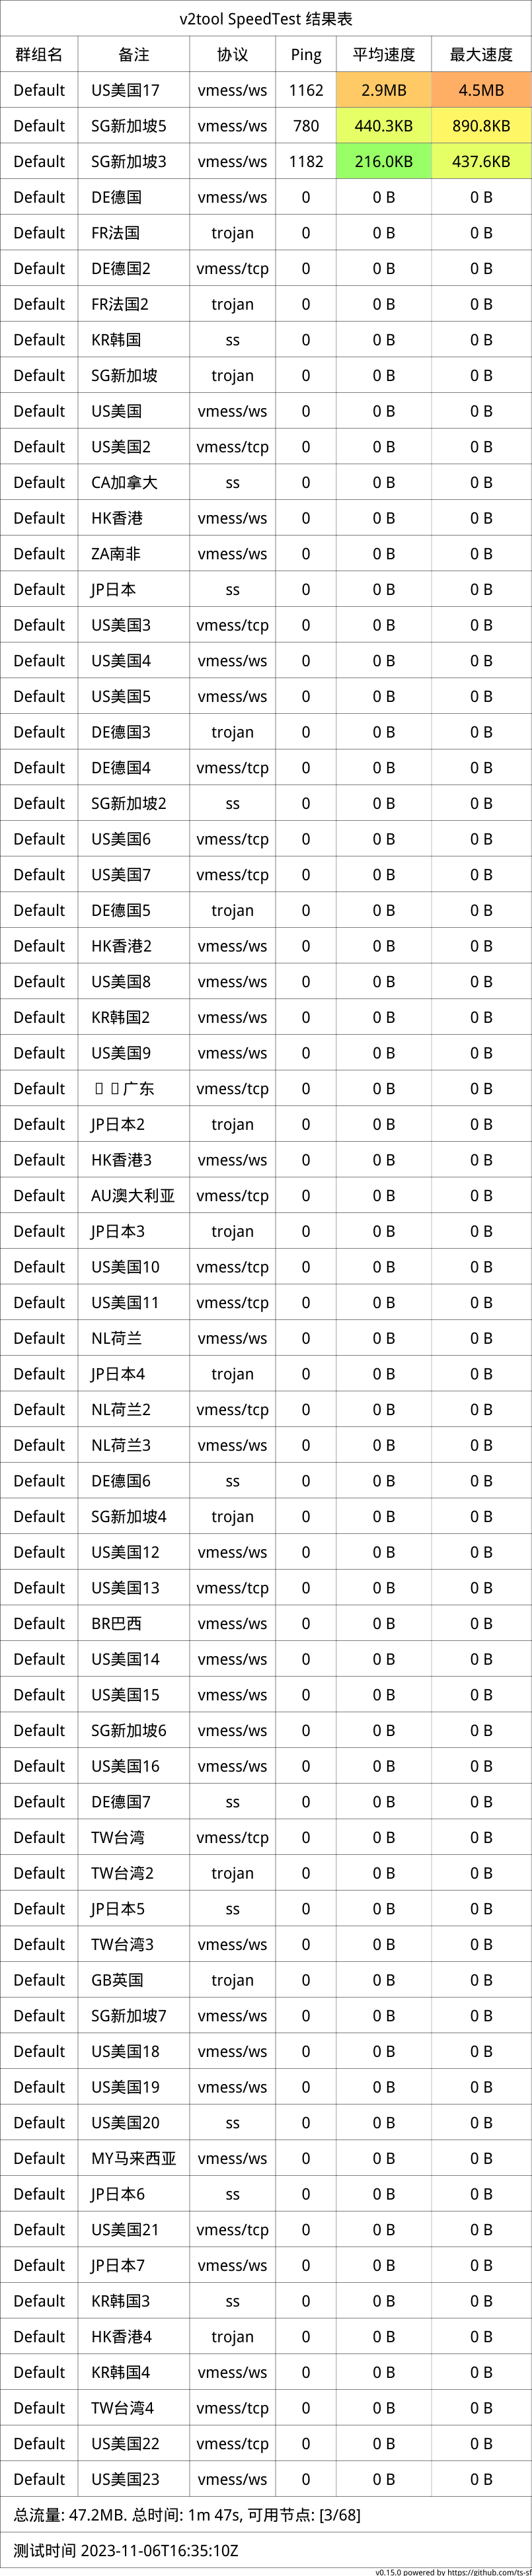 v2tool SpeedTest 结果表
群组名 备注 协议 Ping 平均速度 最大速度
Default US美国17 vmess/ws 1162 2.9MB 4.5MB
Default SG新加坡5 vmess/ws 780 440.3KB 890.8KB
Default SG新加坡3 vmess/ws 1182 216.0KB 437.6KB
Default DE德国 vmess/ws 0 0 B 0 B
Default FR法国 trojan 0 0 B 0 B
Default DE德国2 vmess/tcp 0 0 B 0 B
Default FR法国2 trojan 0 0 B 0 B
Default KR韩国 ss 0 0 B 0 B
Default SG新加坡 trojan 0 0 B 0 B
Default US美国 vmess/ws 0 0 B 0 B
Default US美国2 vmess/tcp 0 0 B 0 B
Default CA加拿大 ss 0 0 B 0 B
Default HK香港 vmess/ws 0 0 B 0 B
Default ZA南非 vmess/ws 0 0 B 0 B
Default JP日本 ss 0 0 B 0 B
Default US美国3 vmess/tcp 0 0 B 0 B
Default US美国4 vmess/ws 0 0 B 0 B
Default US美国5 vmess/ws 0 0 B 0 B
Default DE德国3 trojan 0 0 B 0 B
Default DE德国4 vmess/tcp 0 0 B 0 B
Default SG新加坡2 ss 0 0 B 0 B
Default US美国6 vmess/tcp 0 0 B 0 B
Default US美国7 vmess/tcp 0 0 B 0 B
Default DE德国5 trojan 0 0 B 0 B
Default HK香港2 vmess/ws 0 0 B 0 B
Default US美国8 vmess/ws 0 0 B 0 B
Default KR韩国2 vmess/ws 0 0 B 0 B
Default US美国9 vmess/ws 0 0 B 0 B
Default 广东 vmess/tcp 0 0 B 0 B
Default JP日本2 trojan 0 0 B 0 B
Default HK香港3 vmess/ws 0 0 B 0 B
Default AU澳大利亚 vmess/tcp 0 0 B 0 B
Default JP日本3 trojan 0 0 B 0 B
Default US美国10 vmess/tcp 0 0 B 0 B
Default US美国11 vmess/tcp 0 0 B 0 B
Default NL荷兰 vmess/ws 0 0 B 0 B
Default JP日本4 trojan 0 0 B 0 B
Default NL荷兰2 vmess/tcp 0 0 B 0 B
Default NL荷兰3 vmess/ws 0 0 B 0 B
Default DE德国6 ss 0 0 B 0 B
Default SG新加坡4 trojan 0 0 B 0 B
Default US美国12 vmess/ws 0 0 B 0 B
Default US美国13 vmess/tcp 0 0 B 0 B
Default BR巴西 vmess/ws 0 0 B 0 B
Default US美国14 vmess/ws 0 0 B 0 B
Default US美国15 vmess/ws 0 0 B 0 B
Default SG新加坡6 vmess/ws 0 0 B 0 B
Default US美国16 vmess/ws 0 0 B 0 B
Default DE德国7 ss 0 0 B 0 B
Default TW台湾 vmess/tcp 0 0 B 0 B
Default TW台湾2 trojan 0 0 B 0 B
Default JP日本5 ss 0 0 B 0 B
Default TW台湾3 vmess/ws 0 0 B 0 B
Default GB英国 trojan 0 0 B 0 B
Default SG新加坡7 vmess/ws 0 0 B 0 B
Default US美国18 vmess/ws 0 0 B 0 B
Default US美国19 vmess/ws 0 0 B 0 B
Default US美国20 ss 0 0 B 0 B
Default MY马来西亚 vmess/ws 0 0 B 0 B
Default JP日本6 ss 0 0 B 0 B
Default US美国21 vmess/tcp 0 0 B 0 B
Default JP日本7 vmess/ws 0 0 B 0 B
Default KR韩国3 ss 0 0 B 0 B
Default HK香港4 trojan 0 0 B 0 B
Default KR韩国4 vmess/ws 0 0 B 0 B
Default TW台湾4 vmess/tcp 0 0 B 0 B
Default US美国22 vmess/tcp 0 0 B 0 B
Default US美国23 vmess/ws 0 0 B 0 B
总流量: 47.2MB. 总时间: 1m 47s, 可用节点: [3/68]
测试时间 2023-11-06T16:35:10Z
v0.15.0 powered by https://github.com/ts-sf